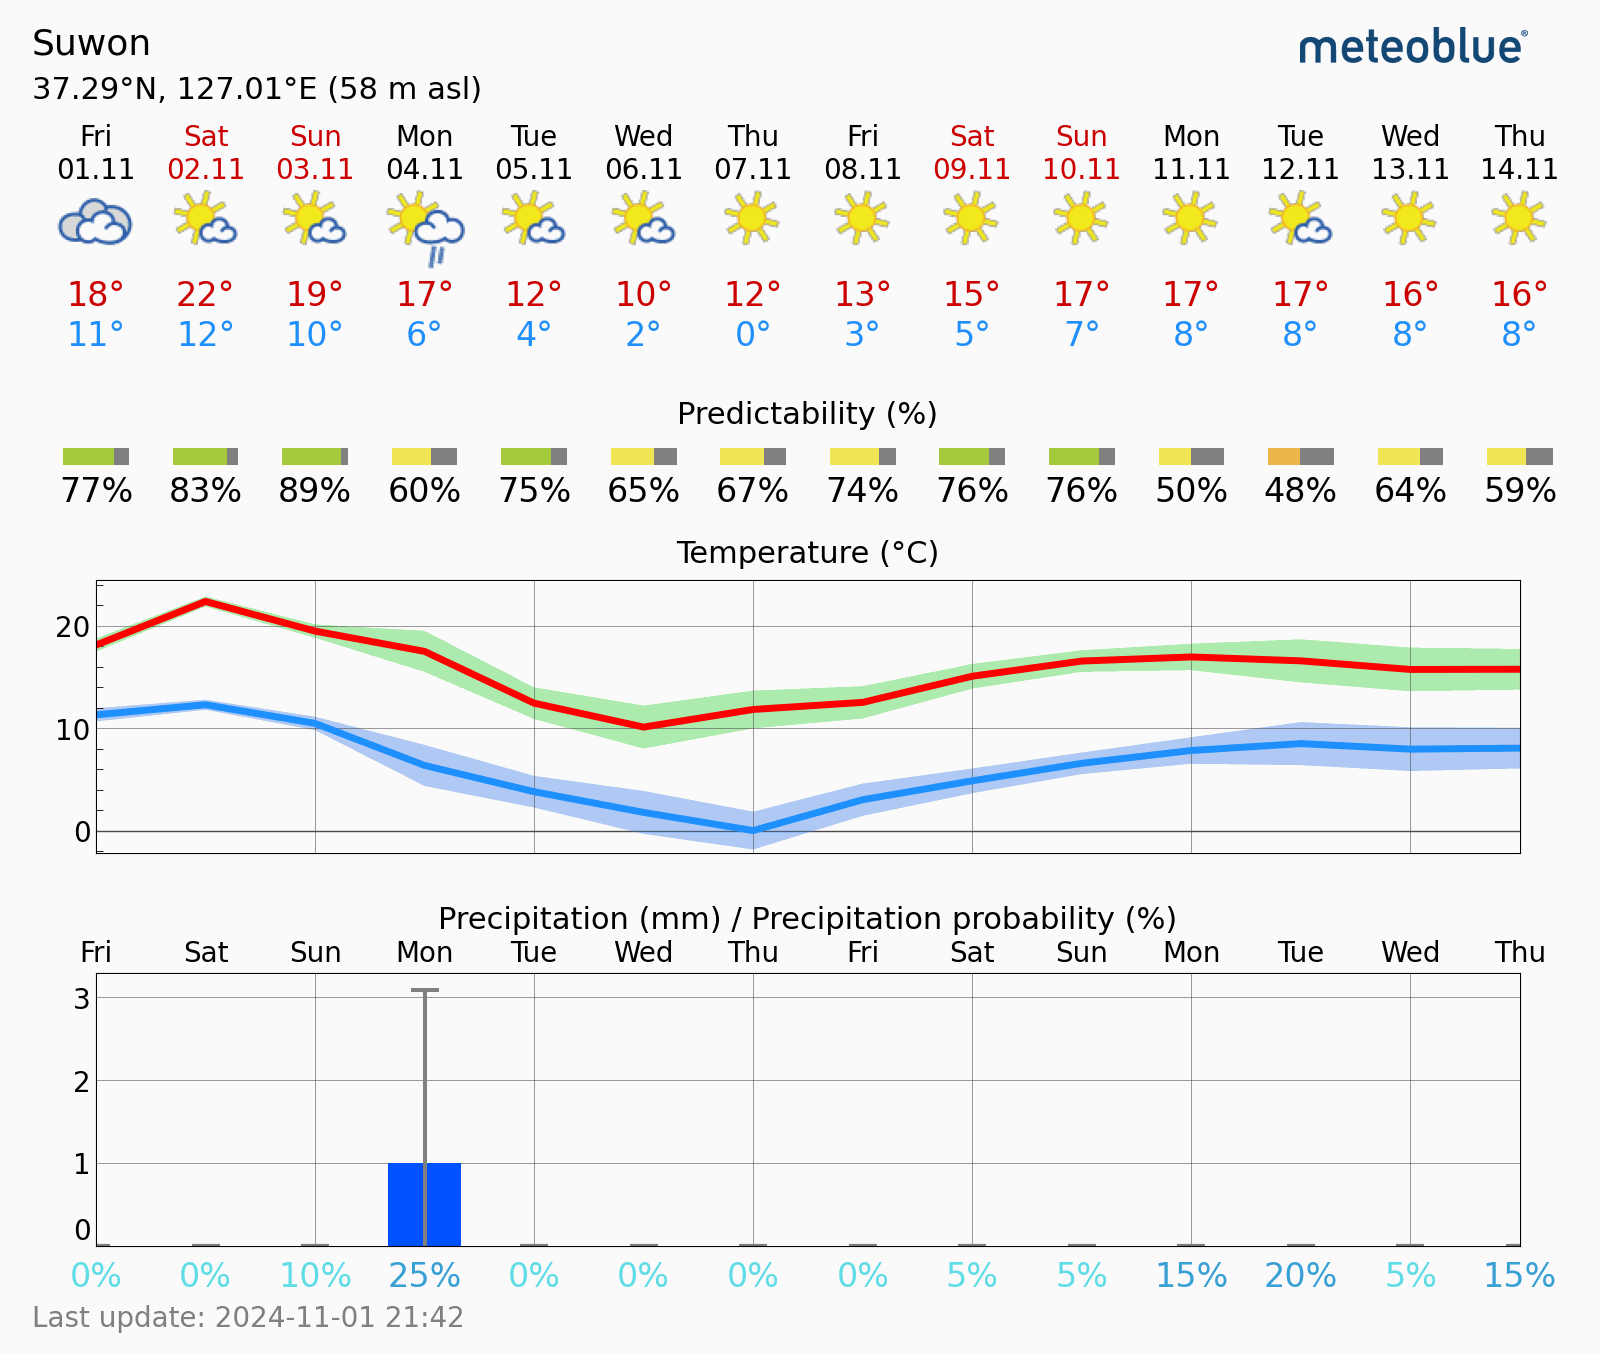 Suwon
meteoblue®
37.29°N, 127.01°E (58 m asl)
Fri Sat Sun Mon Tue Wed Thu Fri Sat Sun Mon Tue Wed Thu
01.11 02.11 03.11 04.11 05.11 06.11 07.11 08.11 09.11 10.11 11.11 12.11 13.11 14.11
18° 22° 19° 17° 12° 10° 12° 13° 15° 17° 17° 17° 16° 16°
11° 12° 10° 6° 4° 2° 0° 3° 5° 7° 8° 8° 8° 8°
Predictability (%)
77% 83% 89% 60% 75% 65% 67% 74% 76% 76% 50% 48% 64% 59%
Temperature (°C)
20
10
0
Precipitation (mm) / Precipitation probability (%)
Fri Sat Sun Mon Tue Wed Thu Fri Sat Sun Mon Tue Wed Thu
3
2
1
0
0% 0% 10% 25% 0% 0% 0% 0% 5% 5% 15% 20% 5% 15%
Last update: 2024-11-01 21:42